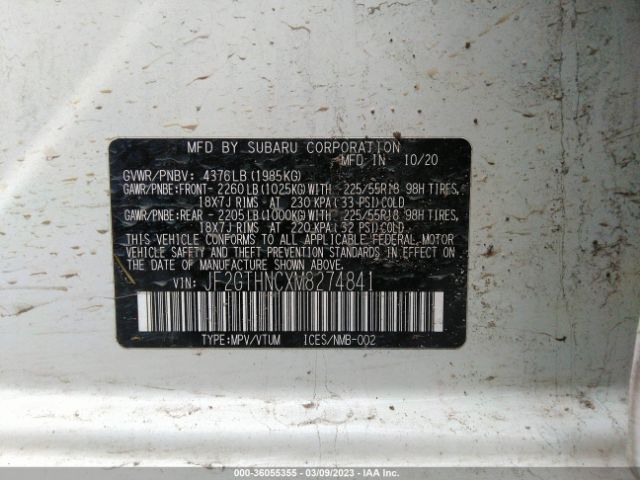 MFD BY SUBARU CORPORATION
MFD IN 10/20
GVWR/PNBV: 4376LB (1985KG)
GAWR/PNBE: FRONT - 2260LB (1025KG) WITH 225/55R18 98H TIRES,
18X7J RIMS AT 230 KPA (33 PSI) COLD
GAWR/PNBE: REAR - 2205LB (1000KG) WITH 225/55R18 98H TIRES,
18X7J RIMS AT 220 KPA (32 PSI) COLD.
THIS VEHICLE CONFORMS TO ALL APPLICABLE FEDERAL MOTOR
VEHICLE SAFETY AND THEFT PREVENTION STANDARDS IN EFFECT
ON THE DATE OF MANUFACTURE SHOWN ABOVE.
VIN: JF2GTHNCXM8274841
TYPE: MPV/VTUM ICES/NMB-002
000-36055355 - 03/09/2023 - © IAA Inc.